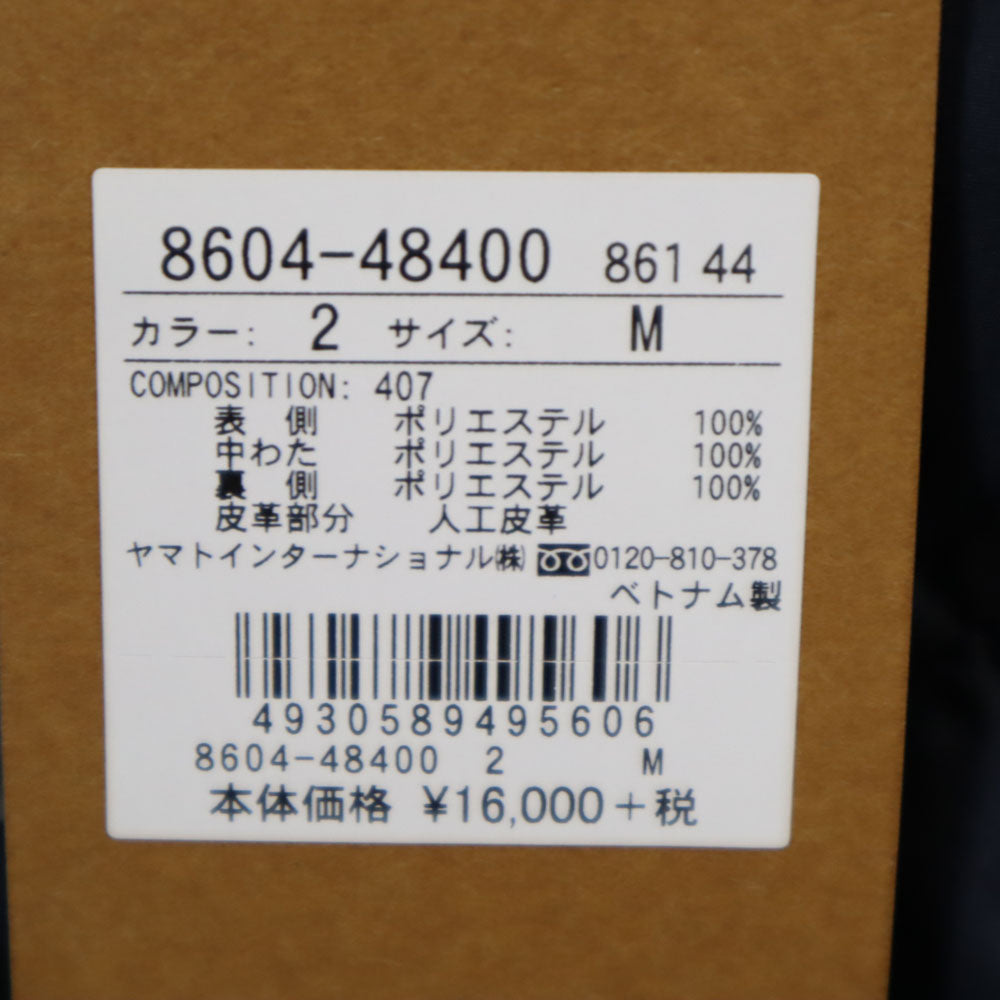 8604-48400 861 44
カラー: 2 サイズ: M
COMPOSITION: 407
表 側 ポリエステル 100%
中わた ポリエステル 100%
裏 側 ポリエステル 100%
皮革部分 人工皮革
ヤマトインターナショナル㈱ 0120-810-378
ベトナム製
4930589495606
8604-48400 2 M
本体価格 ¥16,000+税